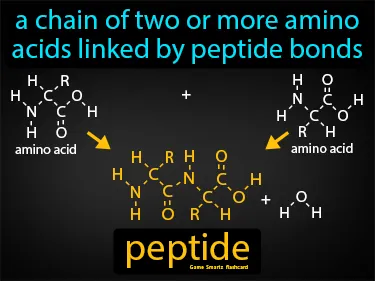 a chain of two or more amino
acids linked by peptide bonds
H R
H C O
N C H
H O
amino acid
+
H O
N C
H C O H
R H
amino acid
H R H O
H C N C
N C C O H
H O R H
+ O
H H
peptide
Game Smartz flashcard